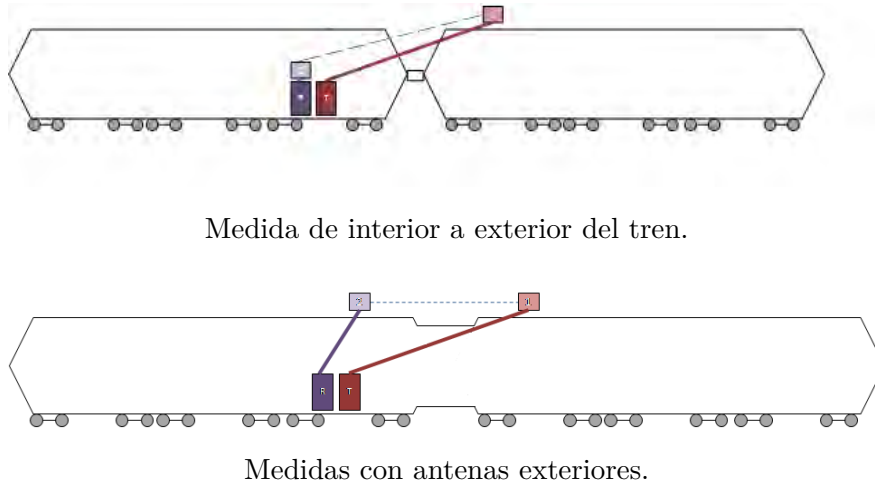 T
Medida de interior a exterior del tren.
R T
Medidas con antenas exteriores.